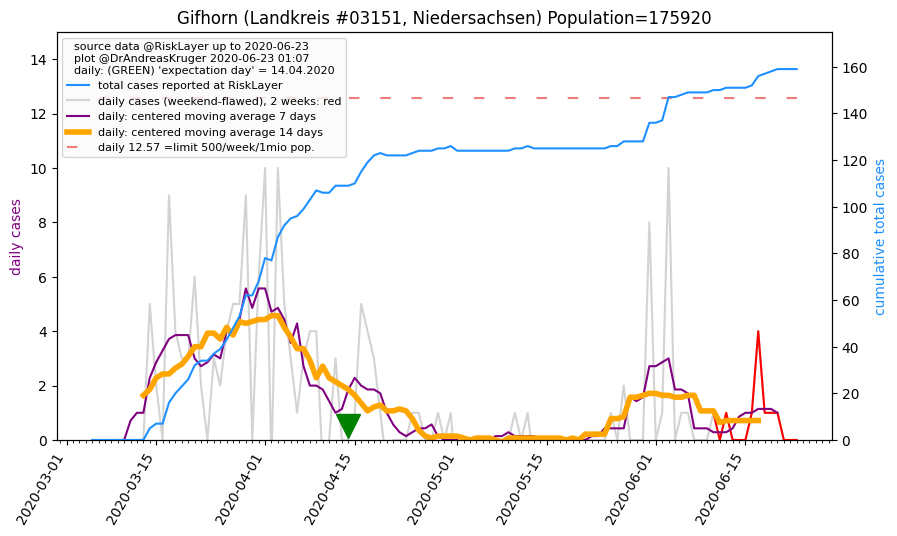 Gifhorn (Landkreis #03151, Niedersachsen) Population=175920
source data @RiskLayer up to 2020-06-23
plot @DrAndreasKruger 2020-06-23 01:07
daily: (GREEN) 'expectation day' = 14.04.2020
total cases reported at RiskLayer
daily cases (weekend-flawed), 2 weeks: red
daily: centered moving average 7 days
daily: centered moving average 14 days
daily 12.57 =limit 500/week/1mio pop.
daily cases
14
12
10
8
6
4
2
0
cumulative total cases
160
140
120
100
80
60
40
20
0
2020-03-01
2020-03-15
2020-04-01
2020-04-15
2020-05-01
2020-05-15
2020-06-01
2020-06-15